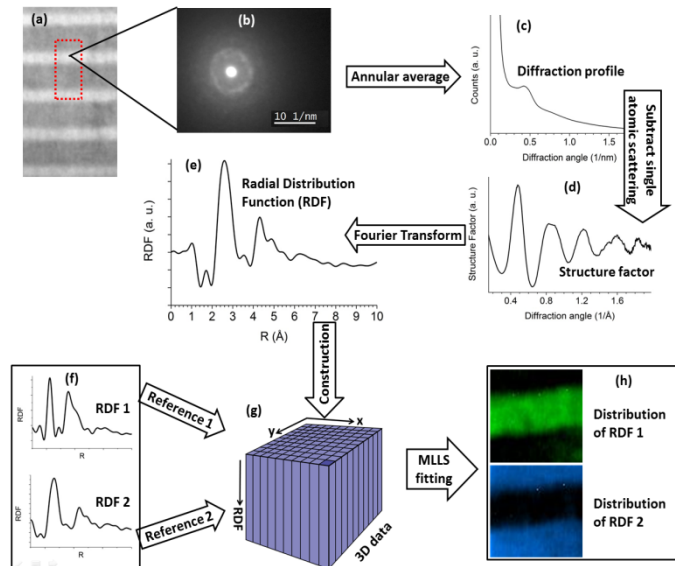 (a)
(b)
10 1/nm
Annular average
(c)
Counts (a. u.)
Diffraction profile
0.0 0.5 1.0 1.5
Diffraction angle (1/nm)
Subtract single
atomic scattering
(d)
Structure Factor (a. u.)
Structure factor
0.4 0.8 1.2 1.6
Diffraction angle (1/Å)
Fourier Transform
(e)
Radial Distribution
Function (RDF)
RDF (a. u.)
0 1 2 3 4 5 6 7 8 9 10
R (Å)
Construction
(f)
RDF 1
RDF
R
RDF 2
RDF
R
Reference 1
Reference 2
(g)
x
y
RDF
3D data
MLLS
fitting
(h)
Distribution
of RDF 1
Distribution
of RDF 2